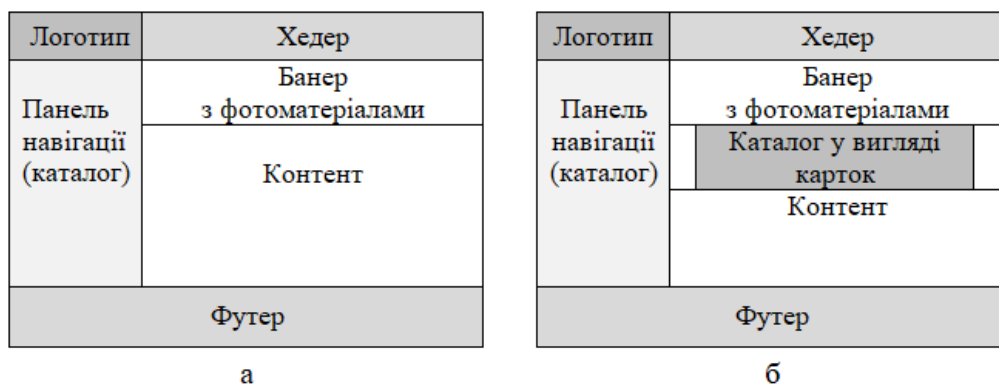 Логотип
Хедер
Банер
з фотоматеріалами
Панель
навігації
(каталог)
Контент
Футер
а
Логотип
Хедер
Банер
з фотоматеріалами
Панель
навігації
(каталог)
Каталог у вигляді
карток
Контент
Футер
б